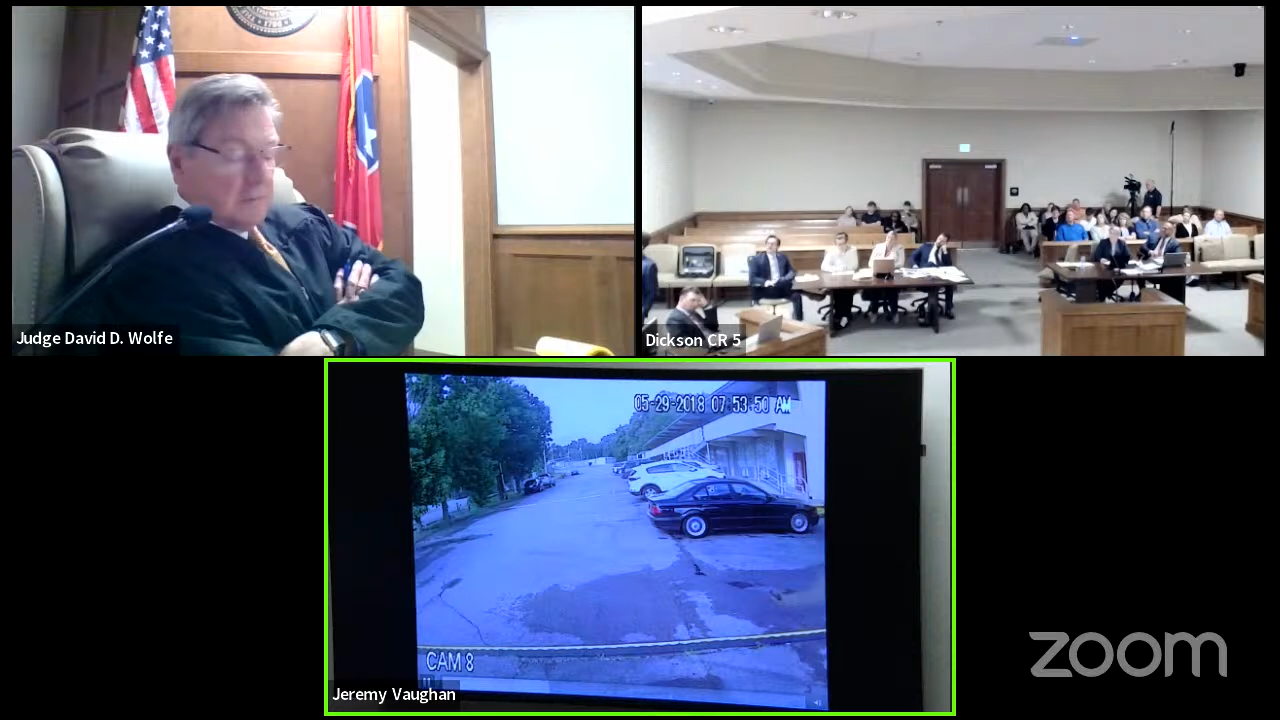 Judge David D. Wolfe
Dickson CR 5
05-29-2018 07:53:50 AM
CAM 8
Jeremy Vaughan
zoom